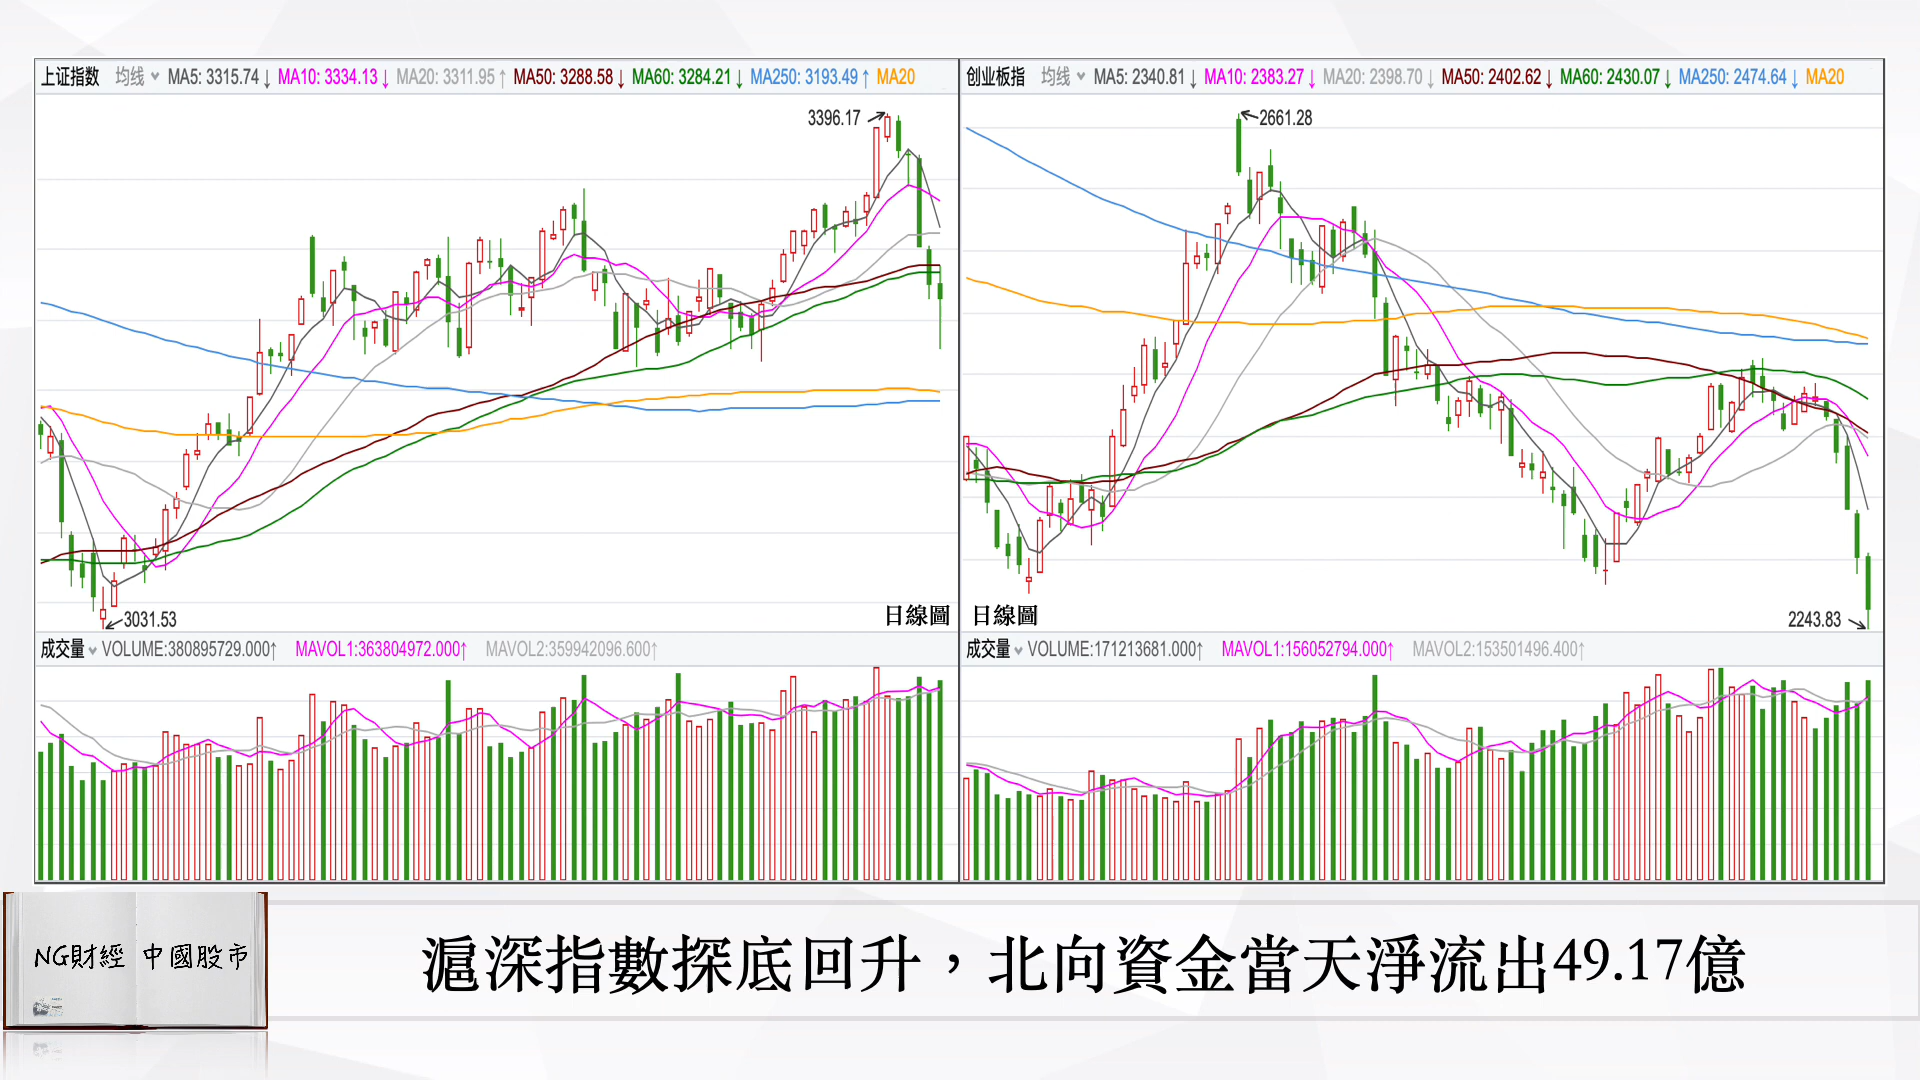 上证指数 均线 MA5: 3315.74↓ MA10: 3334.13↓ MA20: 3311.95↑ MA50: 3288.58↓ MA60: 3284.21↓ MA250: 3193.49↑ MA20
3396.17
3031.53
日線圖
成交量 VOLUME:380895729.000↑ MAVOL1:363804972.000↑ MAVOL2:359942096.600↑
创业板指 均线 MA5: 2340.81↓ MA10: 2383.27↓ MA20: 2398.70↓ MA50: 2402.62↓ MA60: 2430.07↓ MA250: 2474.64↓ MA20
2661.28
日線圖
2243.83
成交量 VOLUME:171213681.000↑ MAVOL1:156052794.000↑ MAVOL2:153501496.400↑
NG財經 中國股市
滬深指數探底回升，北向資金當天淨流出49.17億